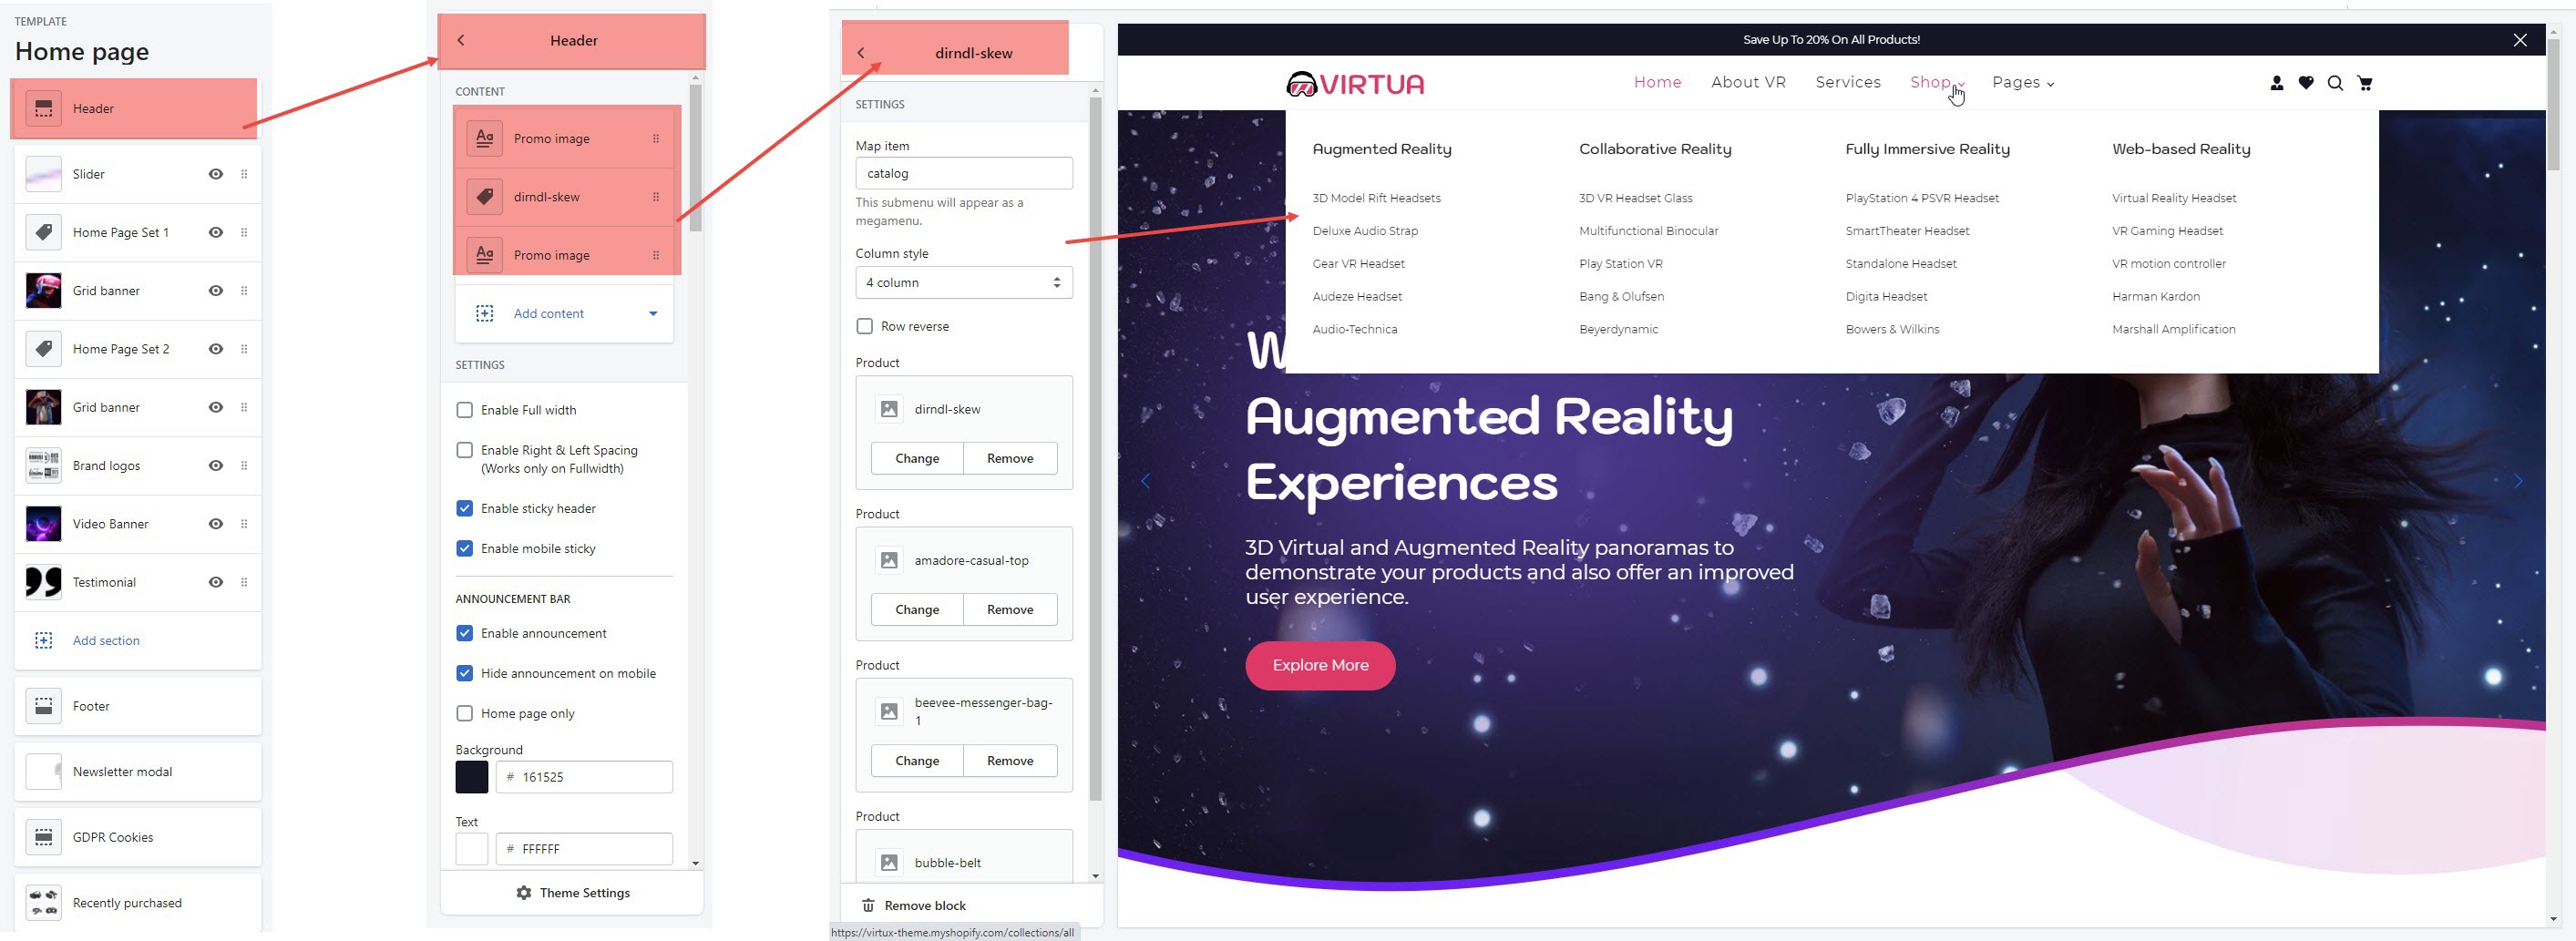 TEMPLATE
Home page
Header
Slider
Home Page Set 1
Grid banner
Home Page Set 2
Grid banner
Brand logos
Video Banner
Testimonial
Add section
Footer
Newsletter modal
GDPR Cookies
Recently purchased
Header
CONTENT
Aa Promo image
dirndl-skew
Aa Promo image
Add content
SETTINGS
Enable Full width
Enable Right & Left Spacing
(Works only on Fullwidth)
Enable sticky header
Enable mobile sticky
ANNOUNCEMENT BAR
Enable announcement
Hide announcement on mobile
Home page only
Background
# 161525
Text
# FFFFFF
Theme Settings
dirndl-skew
SETTINGS
Map item
catalog
This submenu will appear as a
megamenu.
Column style
4 column
Row reverse
Product
dirndl-skew
Change Remove
Product
amadore-casual-top
Change Remove
Product
beevee-messenger-bag-
1
Change Remove
Product
bubble-belt
Remove block
https://virtux-theme.myshopify.com/collections/all
Save Up To 20% On All Products!
VIRTUA
Home About VR Services Shop Pages
Augmented Reality
3D Model Rift Headsets
Deluxe Audio Strap
Gear VR Headset
Audeze Headset
Audio-Technica
Collaborative Reality
3D VR Headset Glass
Multifunctional Binocular
Play Station VR
Bang & Olufsen
Beyerdynamic
Fully Immersive Reality
PlayStation 4 PSVR Headset
SmartTheater Headset
Standalone Headset
Digita Headset
Bowers & Wilkins
Web-based Reality
Virtual Reality Headset
VR Gaming Headset
VR motion controller
Harman Kardon
Marshall Amplification
W
Augmented Reality
Experiences
3D Virtual and Augmented Reality panoramas to
demonstrate your products and also offer an improved
user experience.
Explore More